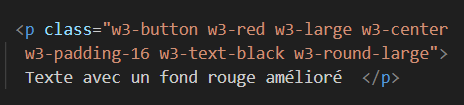 <p class="w3-button w3-red w3-large w3-center
w3-padding-16 w3-text-black w3-round-large">
Texte avec un fond rouge amélioré  </p>